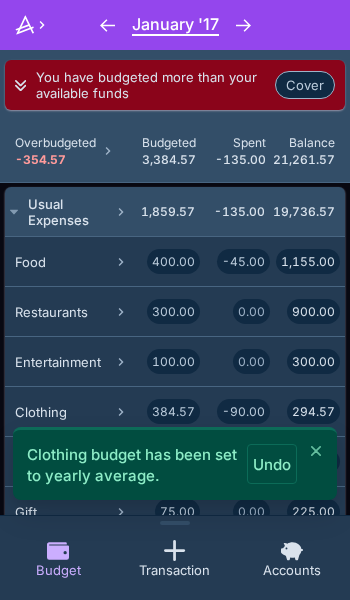 January '17
You have budgeted more than your
available funds
Cover
Overbudgeted Budgeted Spent Balance
-354.57 3,384.57 -135.00 21,261.57
Usual
Expenses 1,859.57 -135.00 19,736.57
Food 400.00 -45.00 1,155.00
Restaurants 300.00 0.00 900.00
Entertainment 100.00 0.00 300.00
Clothing 384.57 -90.00 294.57
Clothing budget has been set
to yearly average.
Undo
Gift 75.00 0.00 225.00
Budget Transaction Accounts